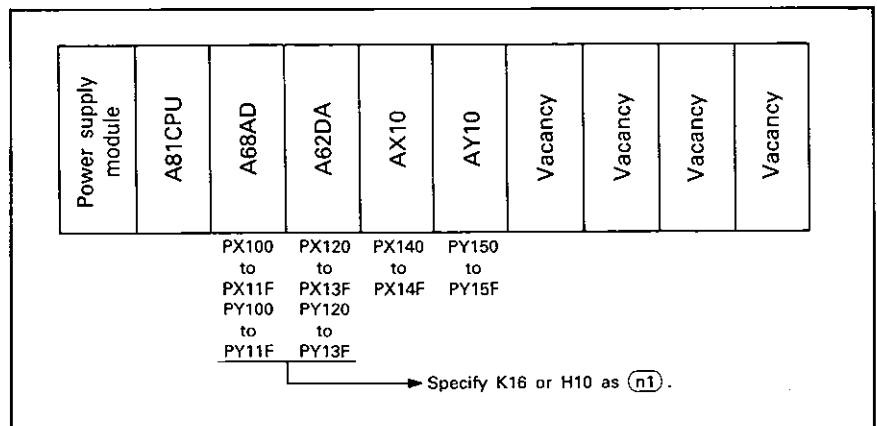 Power supply
module
A81CPU
A68AD
A62DA
AX10
AY10
Vacancy
Vacancy
Vacancy
Vacancy
PX100 PX120 PX140 PY150
to to to to
PX11F PX13F PX14F PY15F
PY100 PY120
to to
PY11F PY13F
Specify K16 or H10 as n1.